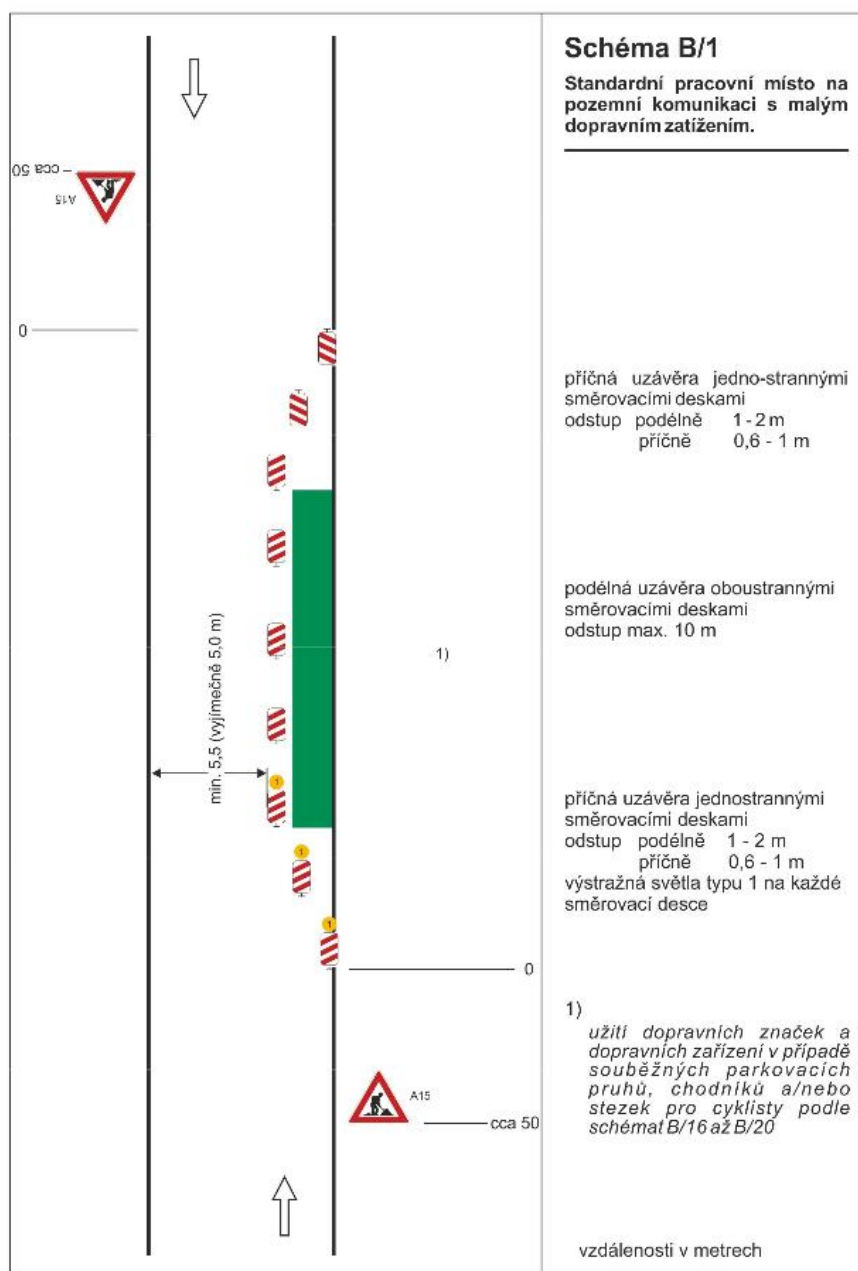 Schéma B/1
Standardní pracovní místo na
pozemní komunikaci s malým
dopravním zatížením.
cca 50
A15
0
příčná uzávěra jedno-strannými
směrovacími deskami
odstup podélně 1 - 2 m
příčně 0,6 - 1 m
podélná uzávěra oboustrannými
směrovacími deskami
odstup max. 10 m
1)
min. 5,5 (vyjímečně 5,0 m)
1
1
1
příčná uzávěra jednostrannými
směrovacími deskami
odstup podélně 1 - 2 m
příčně 0,6 - 1 m
výstražná světla typu 1 na každé
směrovací desce
0
A15
cca 50
1)
užití dopravních značek a
dopravních zařízení v případě
souběžných parkovacích
pruhů, chodníků a/nebo
stezek pro cyklisty podle
schémat B/16 až B/20
vzdálenosti v metrech